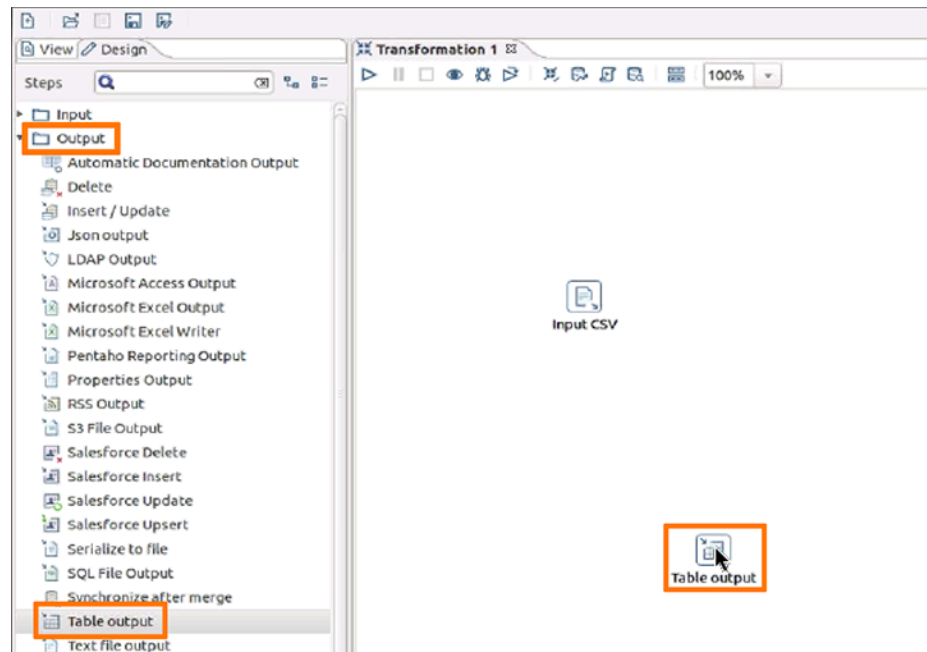 View Design
Transformation 1
Steps
100%
Input
Output
Automatic Documentation Output
Delete
Insert / Update
Json output
LDAP Output
Microsoft Access Output
Microsoft Excel Output
Microsoft Excel Writer
Pentaho Reporting Output
Properties Output
RSS Output
S3 File Output
Salesforce Delete
Salesforce Insert
Salesforce Update
Salesforce Upsert
Serialize to file
SQL File Output
Synchronize after merge
Table output
Text file output
Input CSV
Table output